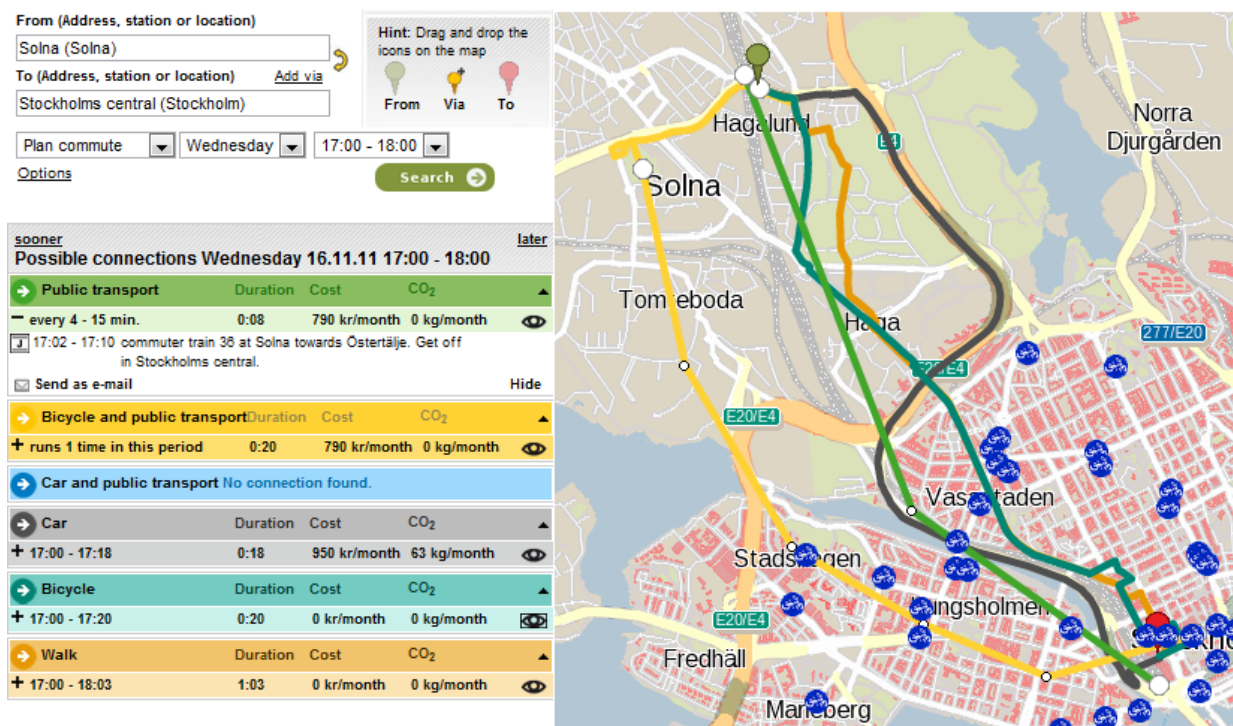 From (Address, station or location)
Solna (Solna)
To (Address, station or location) Add via
Stockholms central (Stockholm)
Hint: Drag and drop the
icons on the map
From Via To
Plan commute Wednesday 17:00 - 18:00
Options Search
sooner later
Possible connections Wednesday 16.11.11 17:00 - 18:00
Public transport Duration Cost CO2
every 4 - 15 min. 0:08 790 kr/month 0 kg/month
J 17:02 - 17:10 commuter train 36 at Solna towards Östertälje. Get off
in Stockholms central.
Send as e-mail Hide
Bicycle and public transport Duration Cost CO2
+ runs 1 time in this period 0:20 790 kr/month 0 kg/month
Car and public transport No connection found.
Car Duration Cost CO2
+ 17:00 - 17:18 0:18 950 kr/month 63 kg/month
Bicycle Duration Cost CO2
+ 17:00 - 17:20 0:20 0 kr/month 0 kg/month
Walk Duration Cost CO2
+ 17:00 - 18:03 1:03 0 kr/month 0 kg/month
Hagalund
Norra
Djurgården
E4
Solna
Tomteboda
Haga
277/E20
E20/E4
E20/E4
Vasastaden
Stadshagen
Kungsholmen
E20/E4
Fredhäll
Marieberg